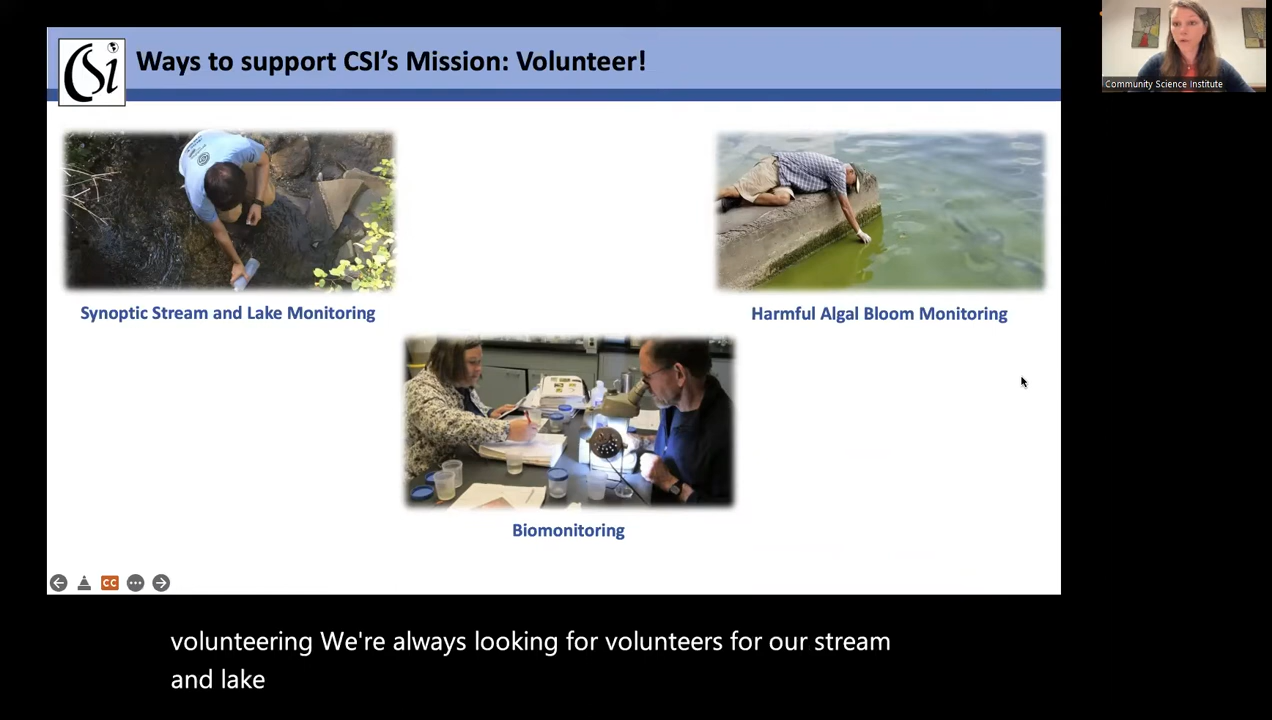 CSi
Ways to support CSI's Mission: Volunteer!
Community Science Institute
Synoptic Stream and Lake Monitoring
Harmful Algal Bloom Monitoring
Biomonitoring
CC
volunteering We're always looking for volunteers for our stream
and lake